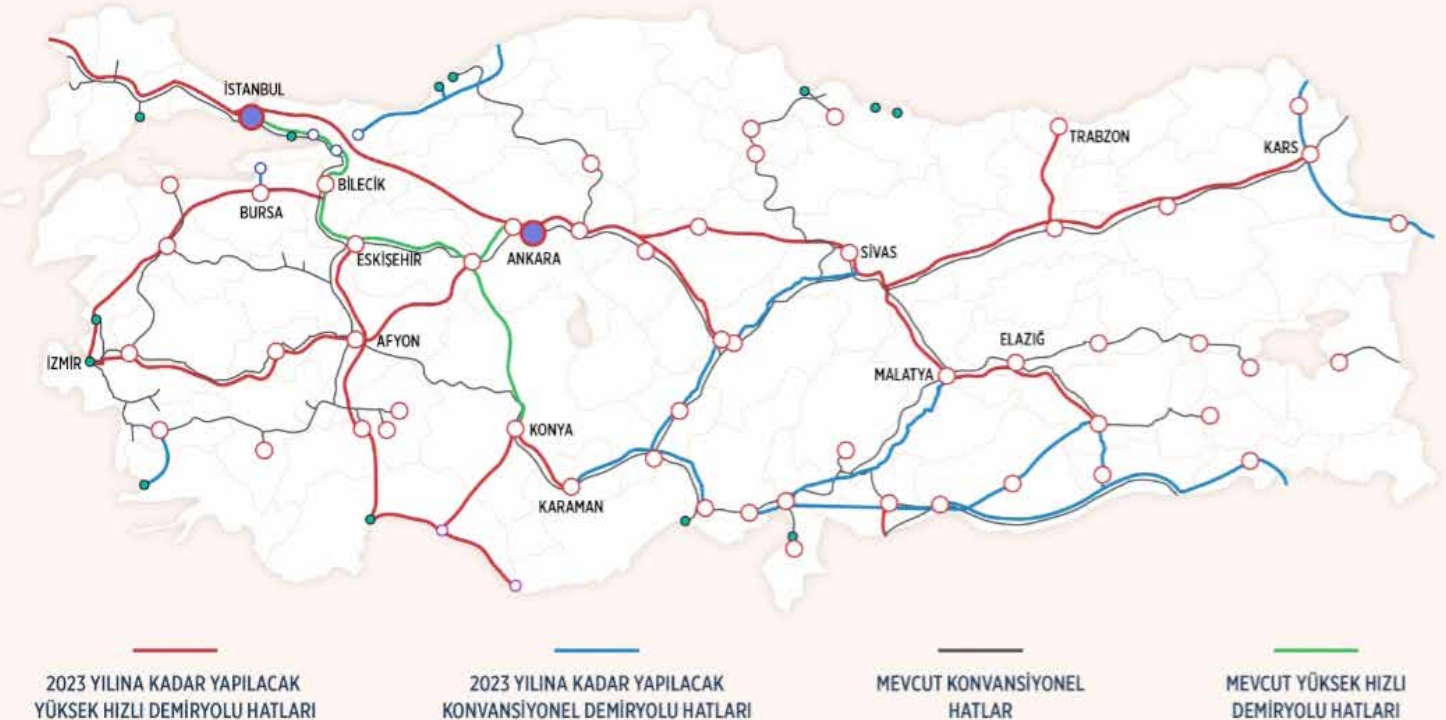 İSTANBUL
TRABZON
KARS
BİLECİK
BURSA
ESKİŞEHİR
ANKARA
SİVAS
AFYON
ELAZIĞ
İZMİR
MALATYA
KONYA
KARAMAN
2023 YILINA KADAR YAPILACAK
YÜKSEK HIZLI DEMİRYOLU HATLARI
2023 YILINA KADAR YAPILACAK
KONVANSİYONEL DEMİRYOLU HATLARI
MEVCUT KONVANSİYONEL
HATLAR
MEVCUT YÜKSEK HIZLI
DEMİRYOLU HATLARI